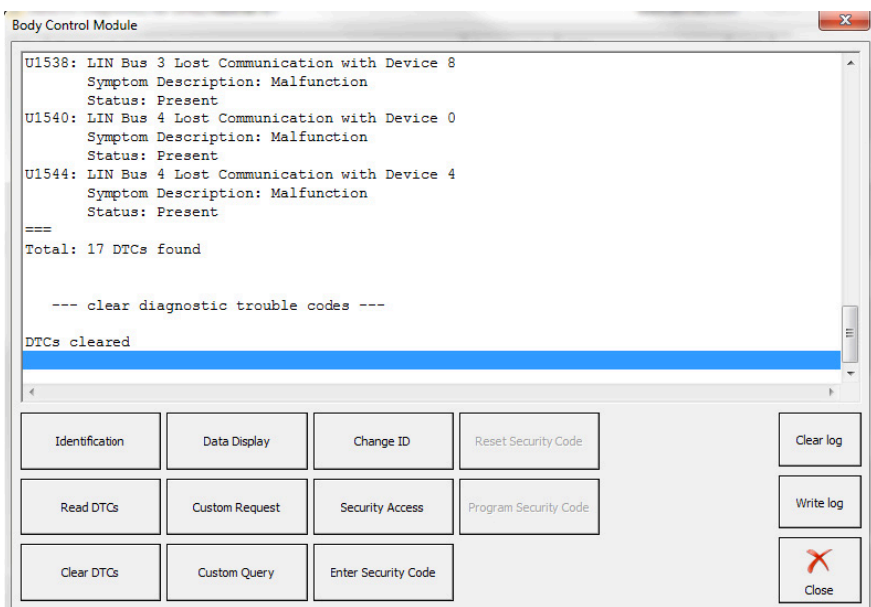 Body Control Module
U1538: LIN Bus 3 Lost Communication with Device 8
Symptom Description: Malfunction
Status: Present
U1540: LIN Bus 4 Lost Communication with Device 0
Symptom Description: Malfunction
Status: Present
U1544: LIN Bus 4 Lost Communication with Device 4
Symptom Description: Malfunction
Status: Present
===
Total: 17 DTCs found
--- clear diagnostic trouble codes ---
DTCs cleared
Identification
Data Display
Change ID
Reset Security Code
Clear log
Read DTCs
Custom Request
Security Access
Program Security Code
Write log
Clear DTCs
Custom Query
Enter Security Code
Close